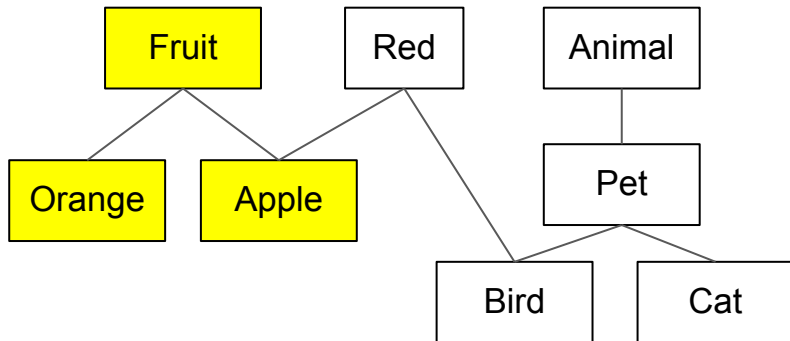 Fruit
Red
Animal
Orange
Apple
Pet
Bird
Cat